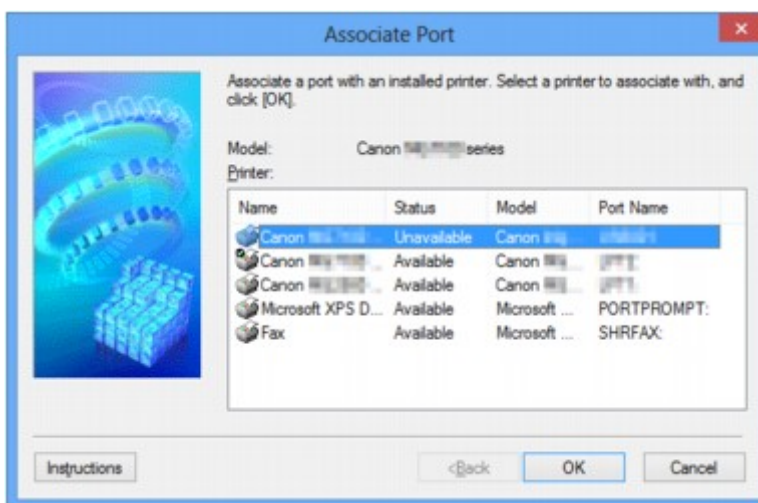 Associate Port
Associate a port with an installed printer. Select a printer to associate with, and
click [OK].
Model: Canon series
Printer:
Name Status Model Port Name
Canon ... Unavailable Canon
Canon ... Available Canon ...
Canon ... Available Canon ...
Microsoft XPS D... Available Microsoft ... PORTPROMPT:
Fax Available Microsoft ... SHRFAX:
Instructions <Back OK Cancel